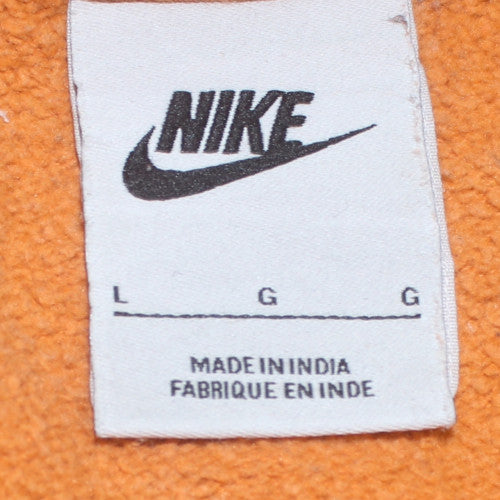 NIKE
L G G
MADE IN INDIA
FABRIQUE EN INDE